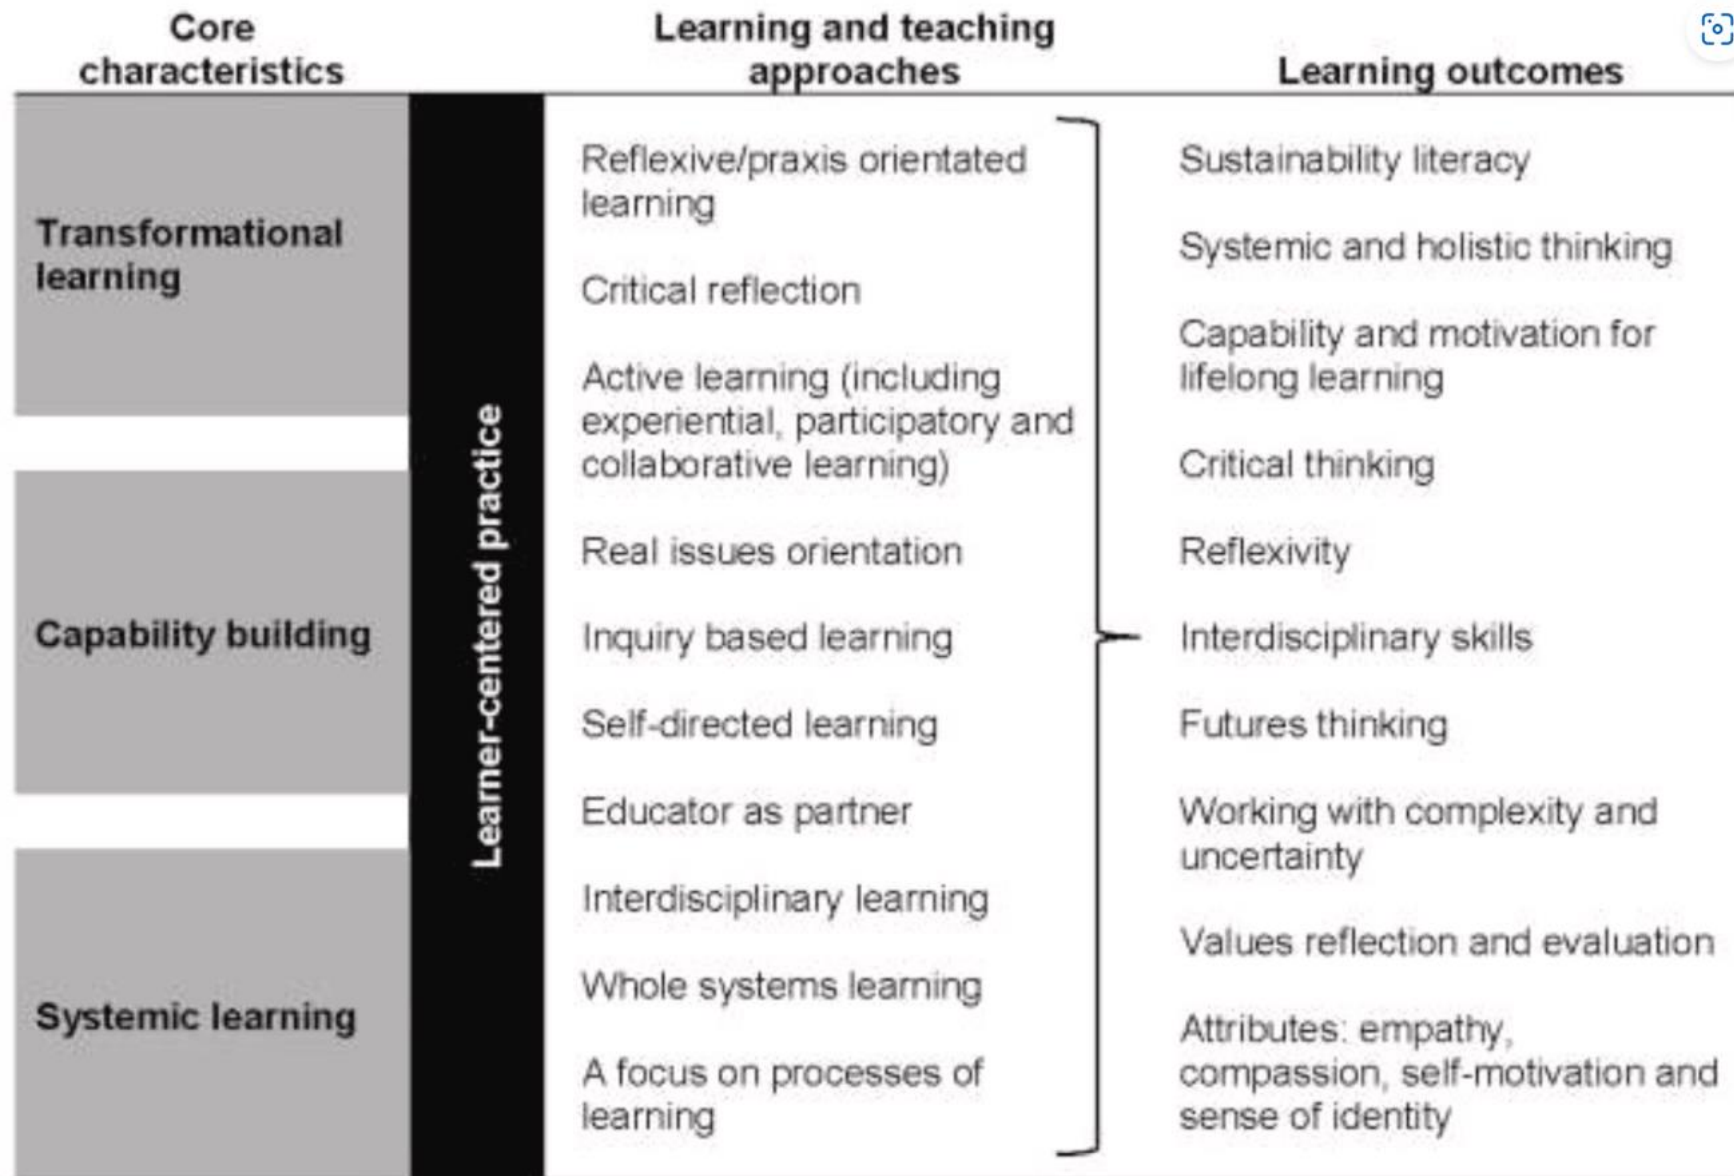 Core
characteristics
Learning and teaching
approaches
Learning outcomes
Transformational
learning
Capability building
Systemic learning
Learner-centered practice
Reflexive/praxis orientated
learning
Critical reflection
Active learning (including
experiential, participatory and
collaborative learning)
Real issues orientation
Inquiry based learning
Self-directed learning
Educator as partner
Interdisciplinary learning
Whole systems learning
A focus on processes of
learning
Sustainability literacy
Systemic and holistic thinking
Capability and motivation for
lifelong learning
Critical thinking
Reflexivity
Interdisciplinary skills
Futures thinking
Working with complexity and
uncertainty
Values reflection and evaluation
Attributes: empathy,
compassion, self-motivation and
sense of identity